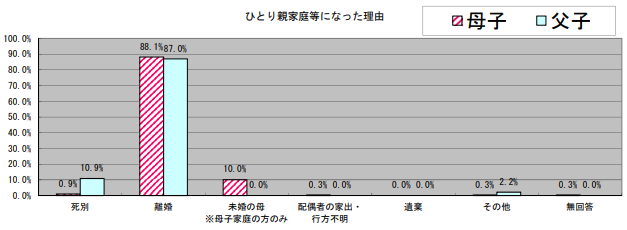 ひとり親家庭等になった理由
母子 父子
100.0%
90.0%
80.0%
70.0%
60.0%
50.0%
40.0%
30.0%
20.0%
10.0%
0.0%
0.9% 10.9% 88.1% 87.0% 10.0% 0.0% 0.3% 0.0% 0.0% 0.0% 0.3% 2.2% 0.3% 0.0%
死別 離婚 未婚の母 配偶者の家出・ 遺棄 その他 無回答
※母子家庭の方のみ 行方不明